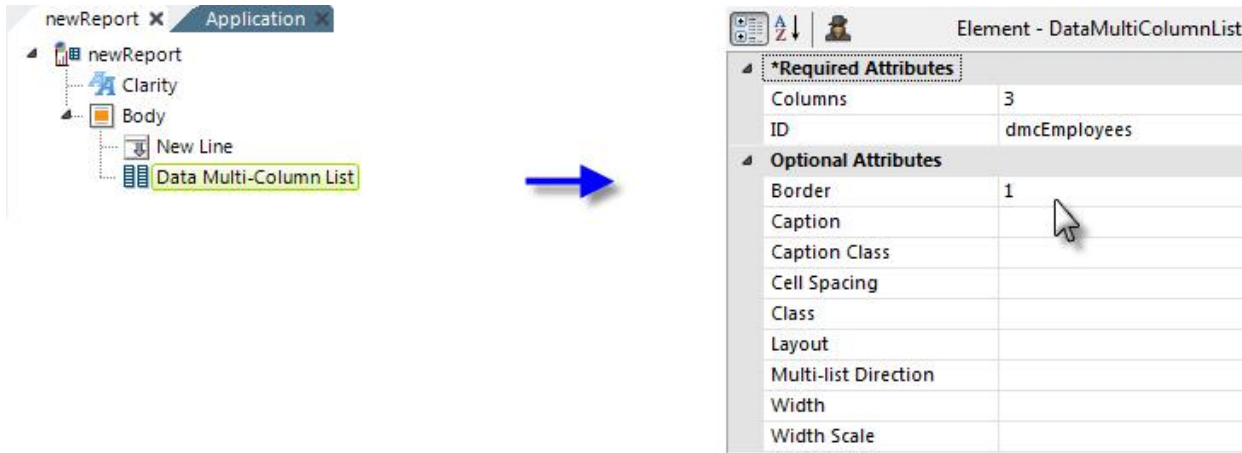 newReport Application
newReport
Clarity
Body
New Line
Data Multi-Column List
A Z Element - DataMultiColumnList
*Required Attributes
Columns 3
ID dmcEmployees
Optional Attributes
Border 1
Caption
Caption Class
Cell Spacing
Class
Layout
Multi-list Direction
Width
Width Scale